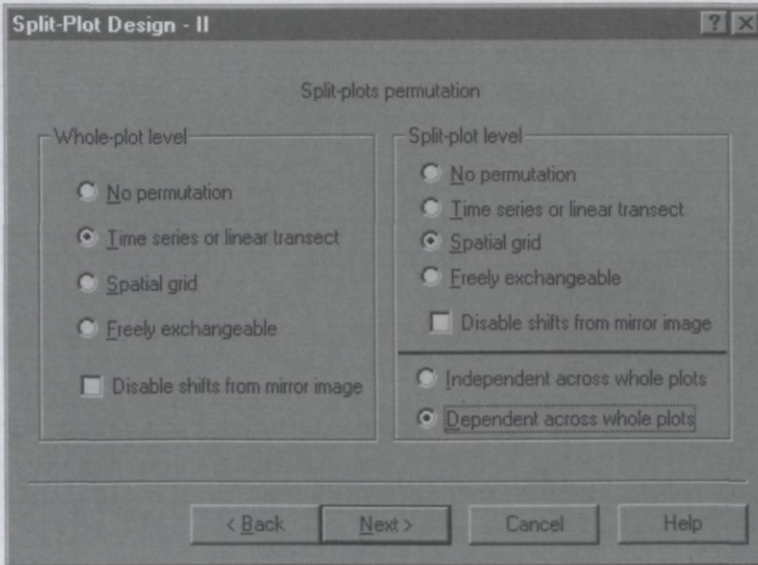 Split-Plot Design - II
Split-plots permutation
Whole-plot level
No permutation
Time series or linear transect
Spatial grid
Freely exchangeable
Disable shifts from mirror image
Split-plot level
No permutation
Time series or linear transect
Spatial grid
Freely exchangeable
Disable shifts from mirror image
Independent across whole plots
Dependent across whole plots
< Back
Next >
Cancel
Help